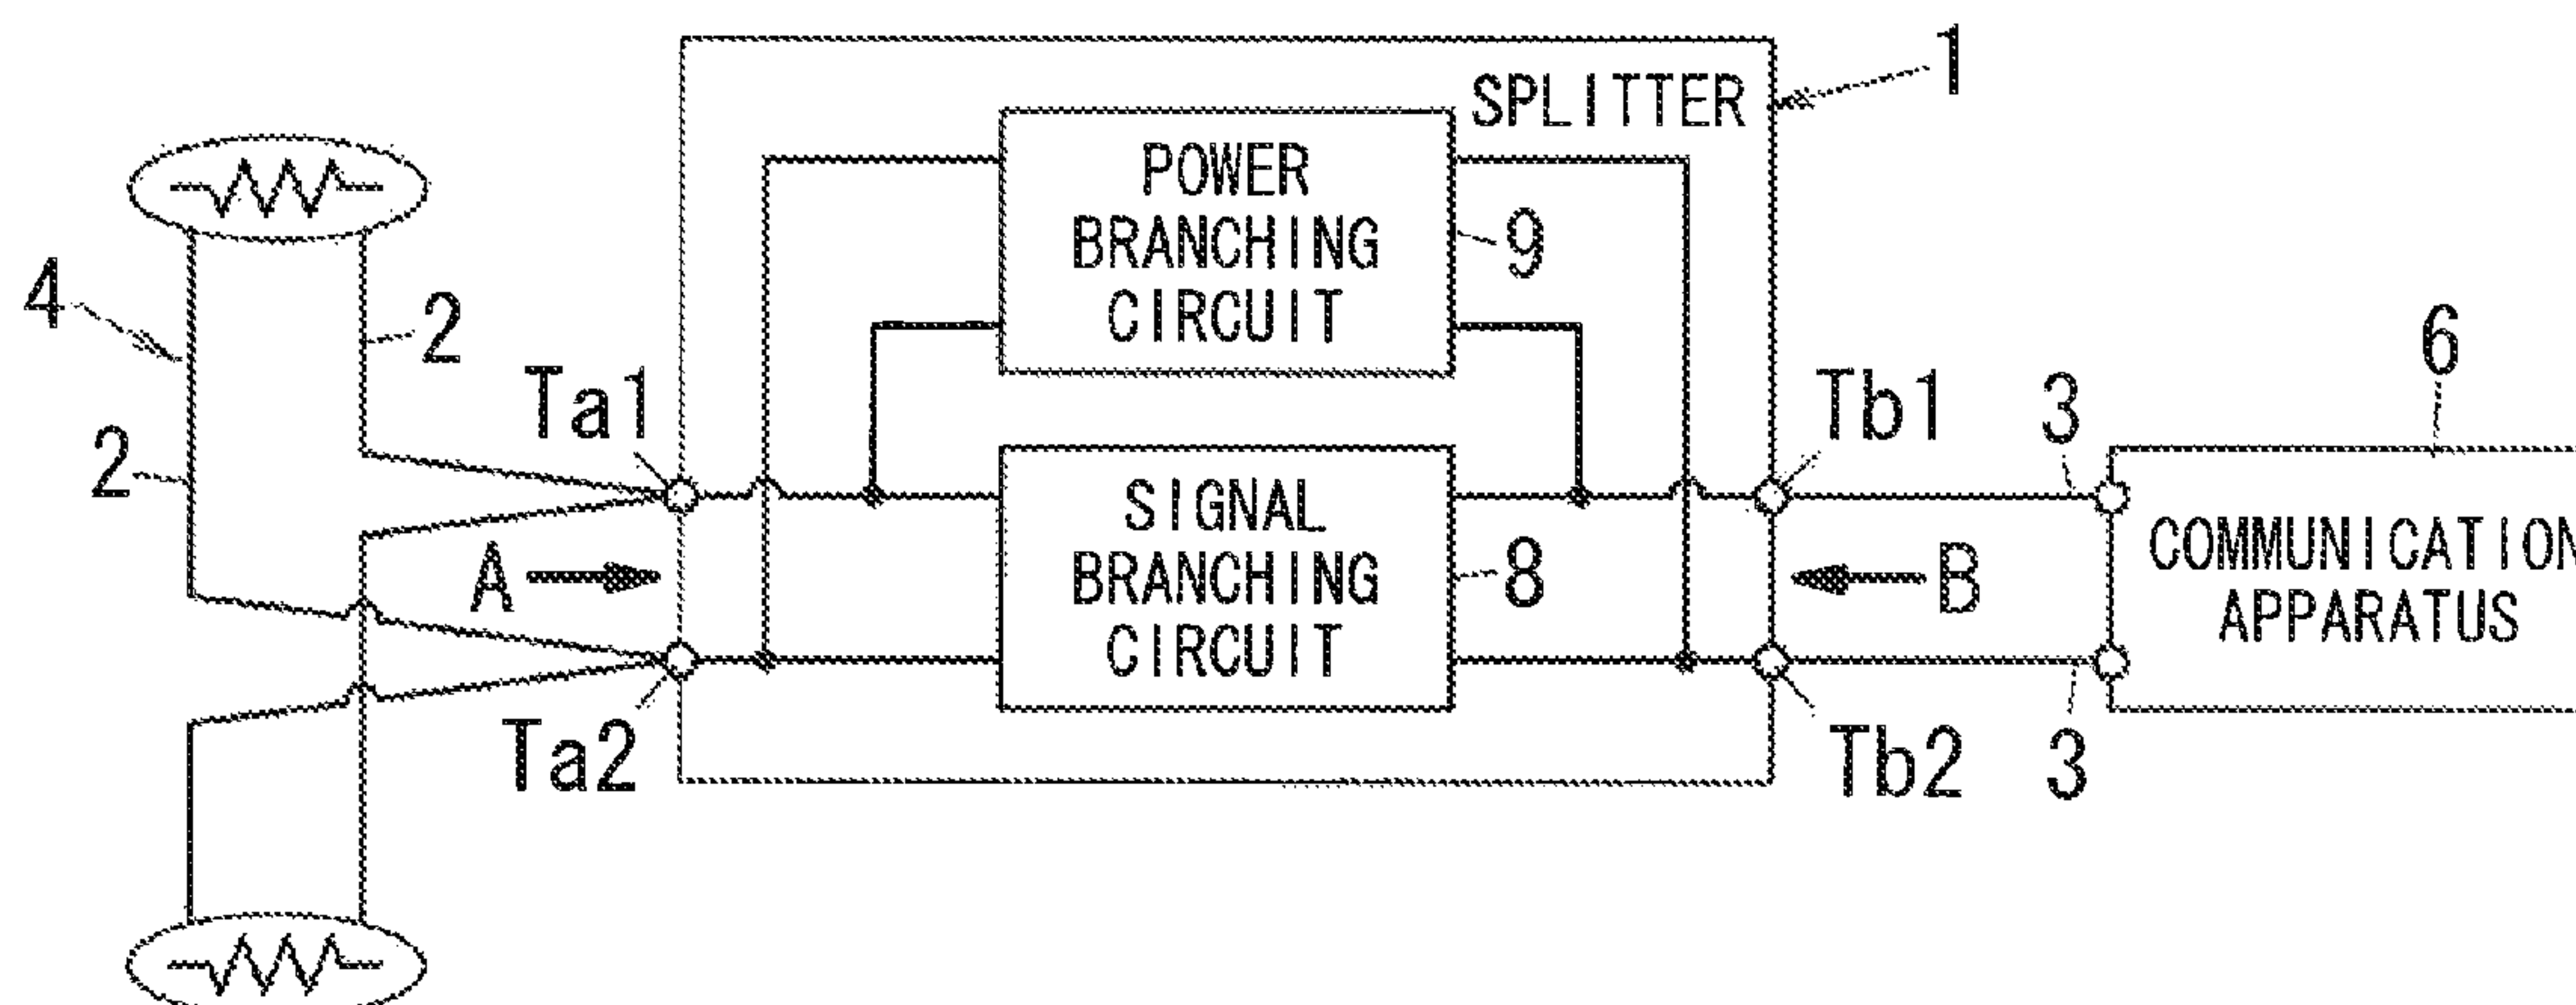 1
SPLITTER
POWER
BRANCHING
CIRCUIT
9
4
2
2
6
Ta1
Tb1
3
SIGNAL
BRANCHING
CIRCUIT
8
A
B
COMMUNICATION
APPARATUS
Ta2
Tb2
3